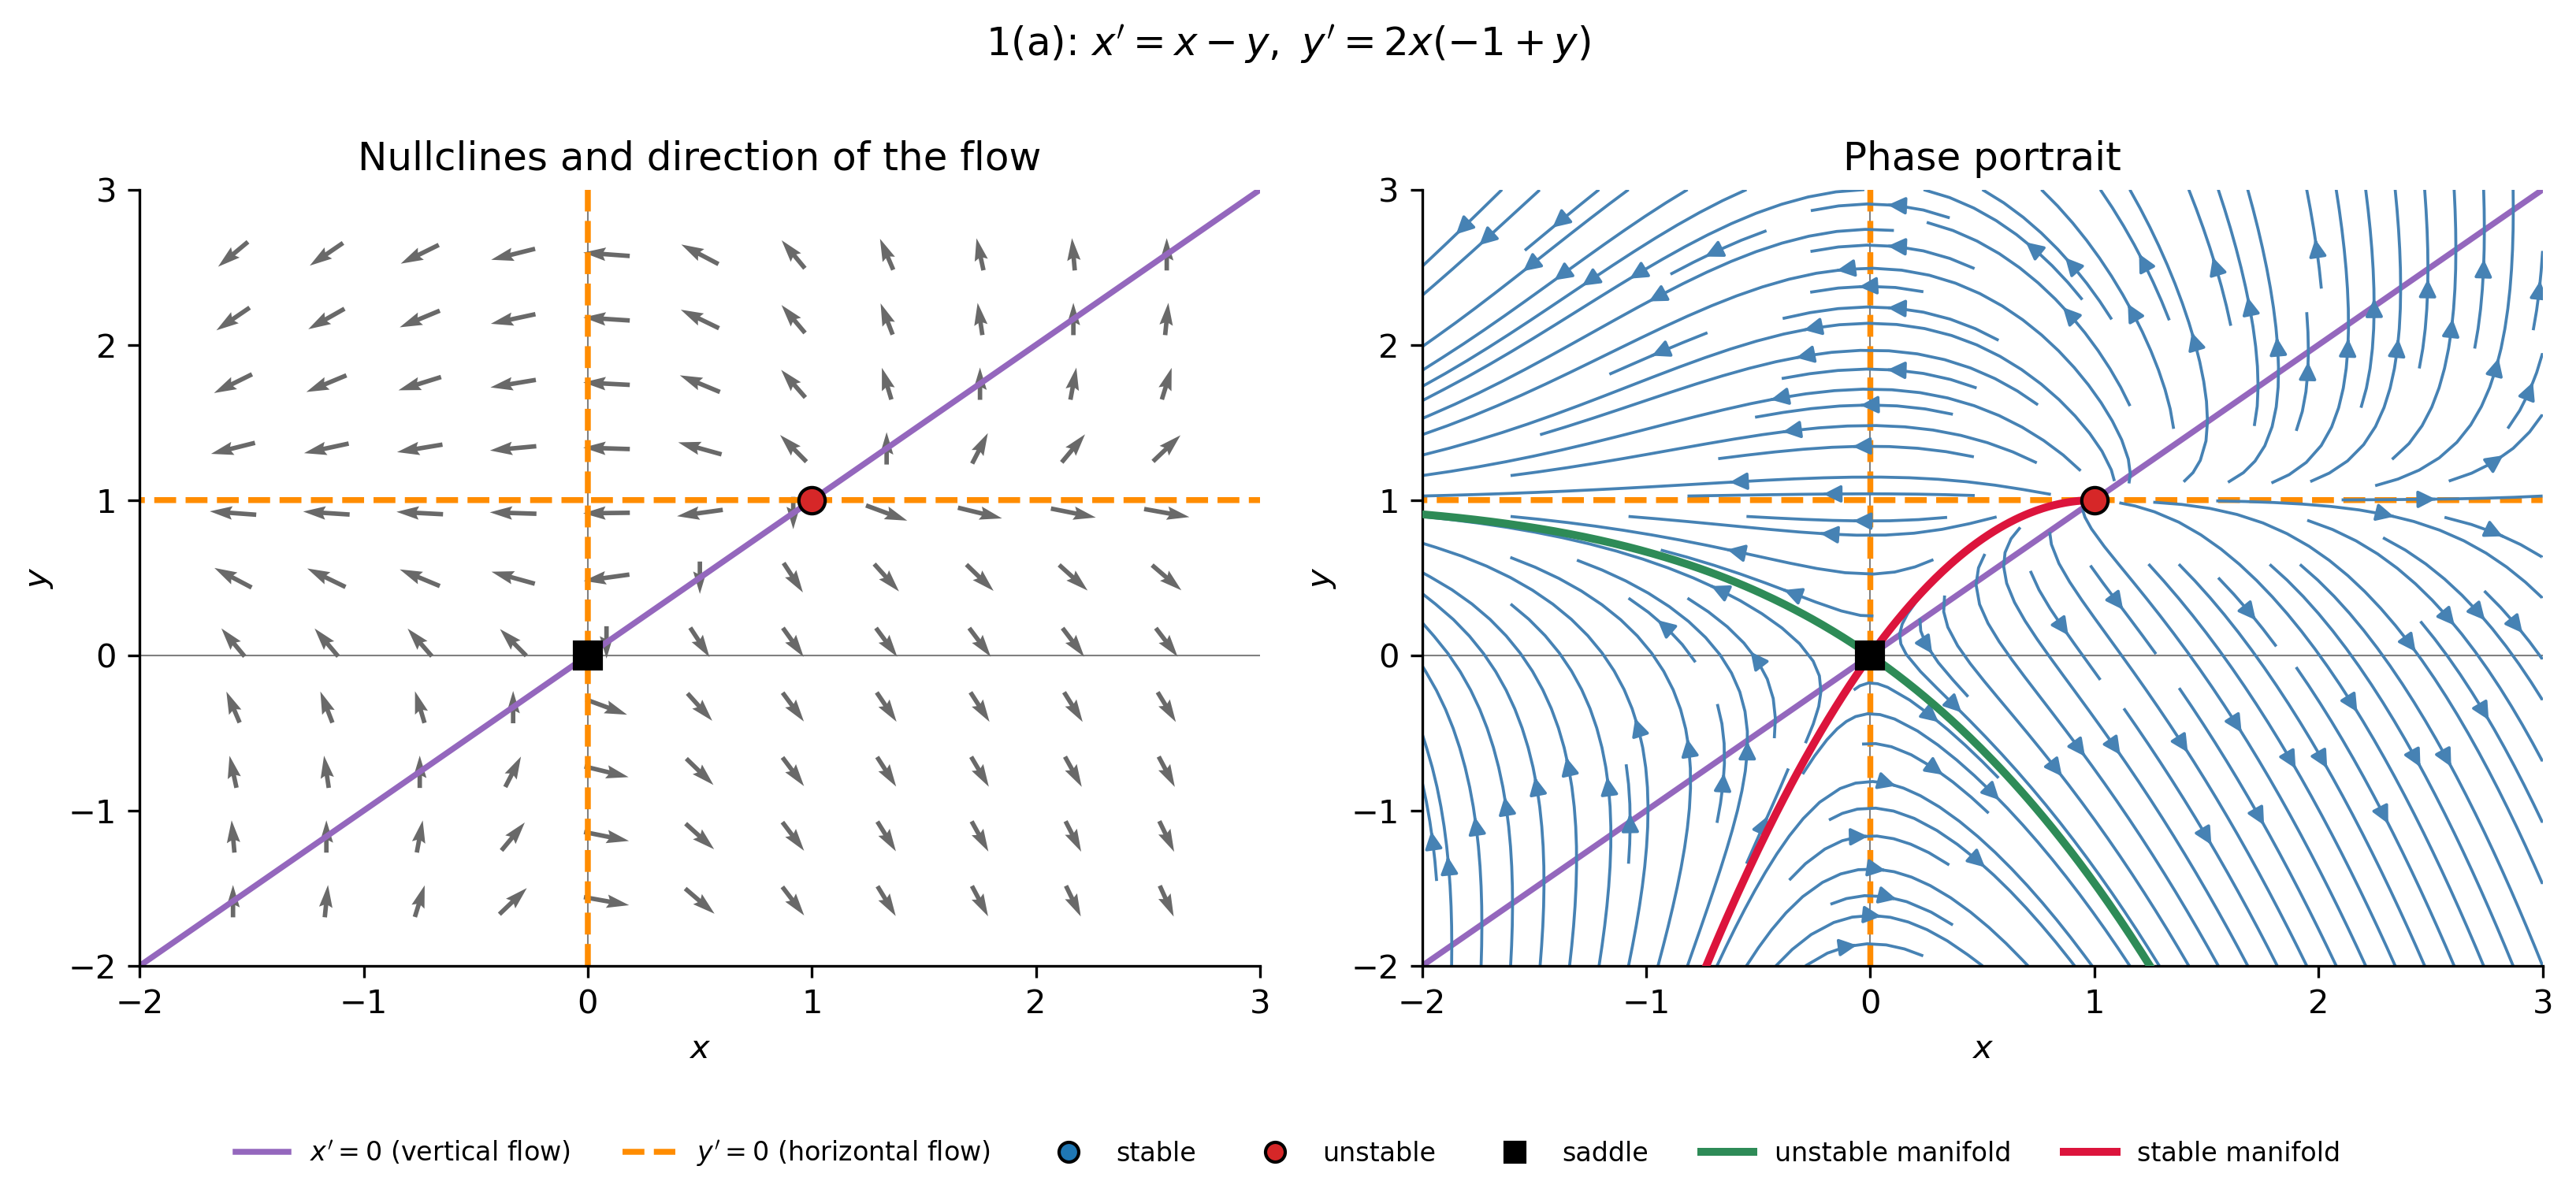 1(a): x′ = x − y, y′ = 2x(−1 + y)
Nullclines and direction of the flow
3
2
1
0
−1
−2
y
−2 −1 0 1 2 3
x
Phase portrait
3
2
1
0
−1
−2
y
−2 −1 0 1 2 3
x
x′ = 0 (vertical flow)
y′ = 0 (horizontal flow)
stable
unstable
saddle
unstable manifold
stable manifold